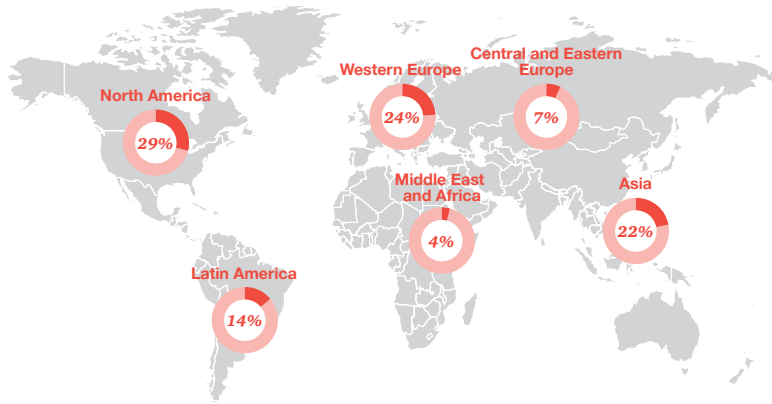 North America
29%
Western Europe
24%
Central and Eastern
Europe
7%
Middle East
and Africa
4%
Asia
22%
Latin America
14%